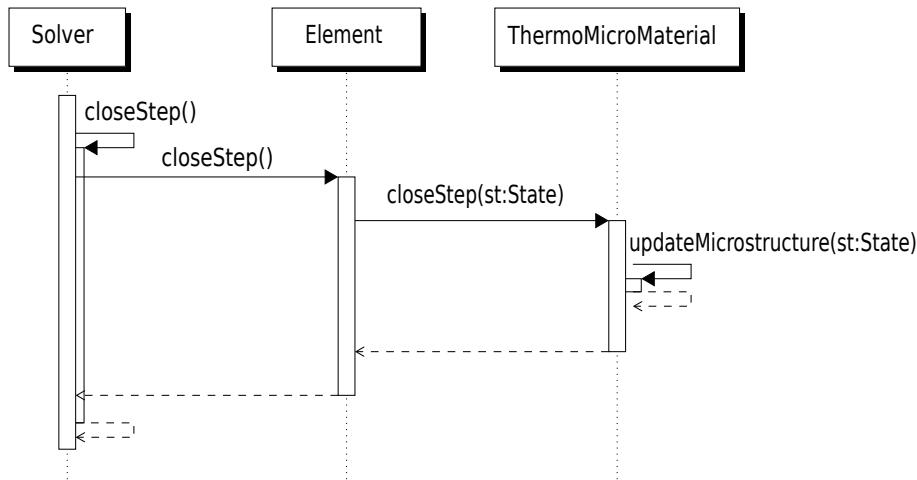 Solver
Element
ThermoMicroMaterial
closeStep()
closeStep()
closeStep(st:State)
updateMicrostructure(st:State)